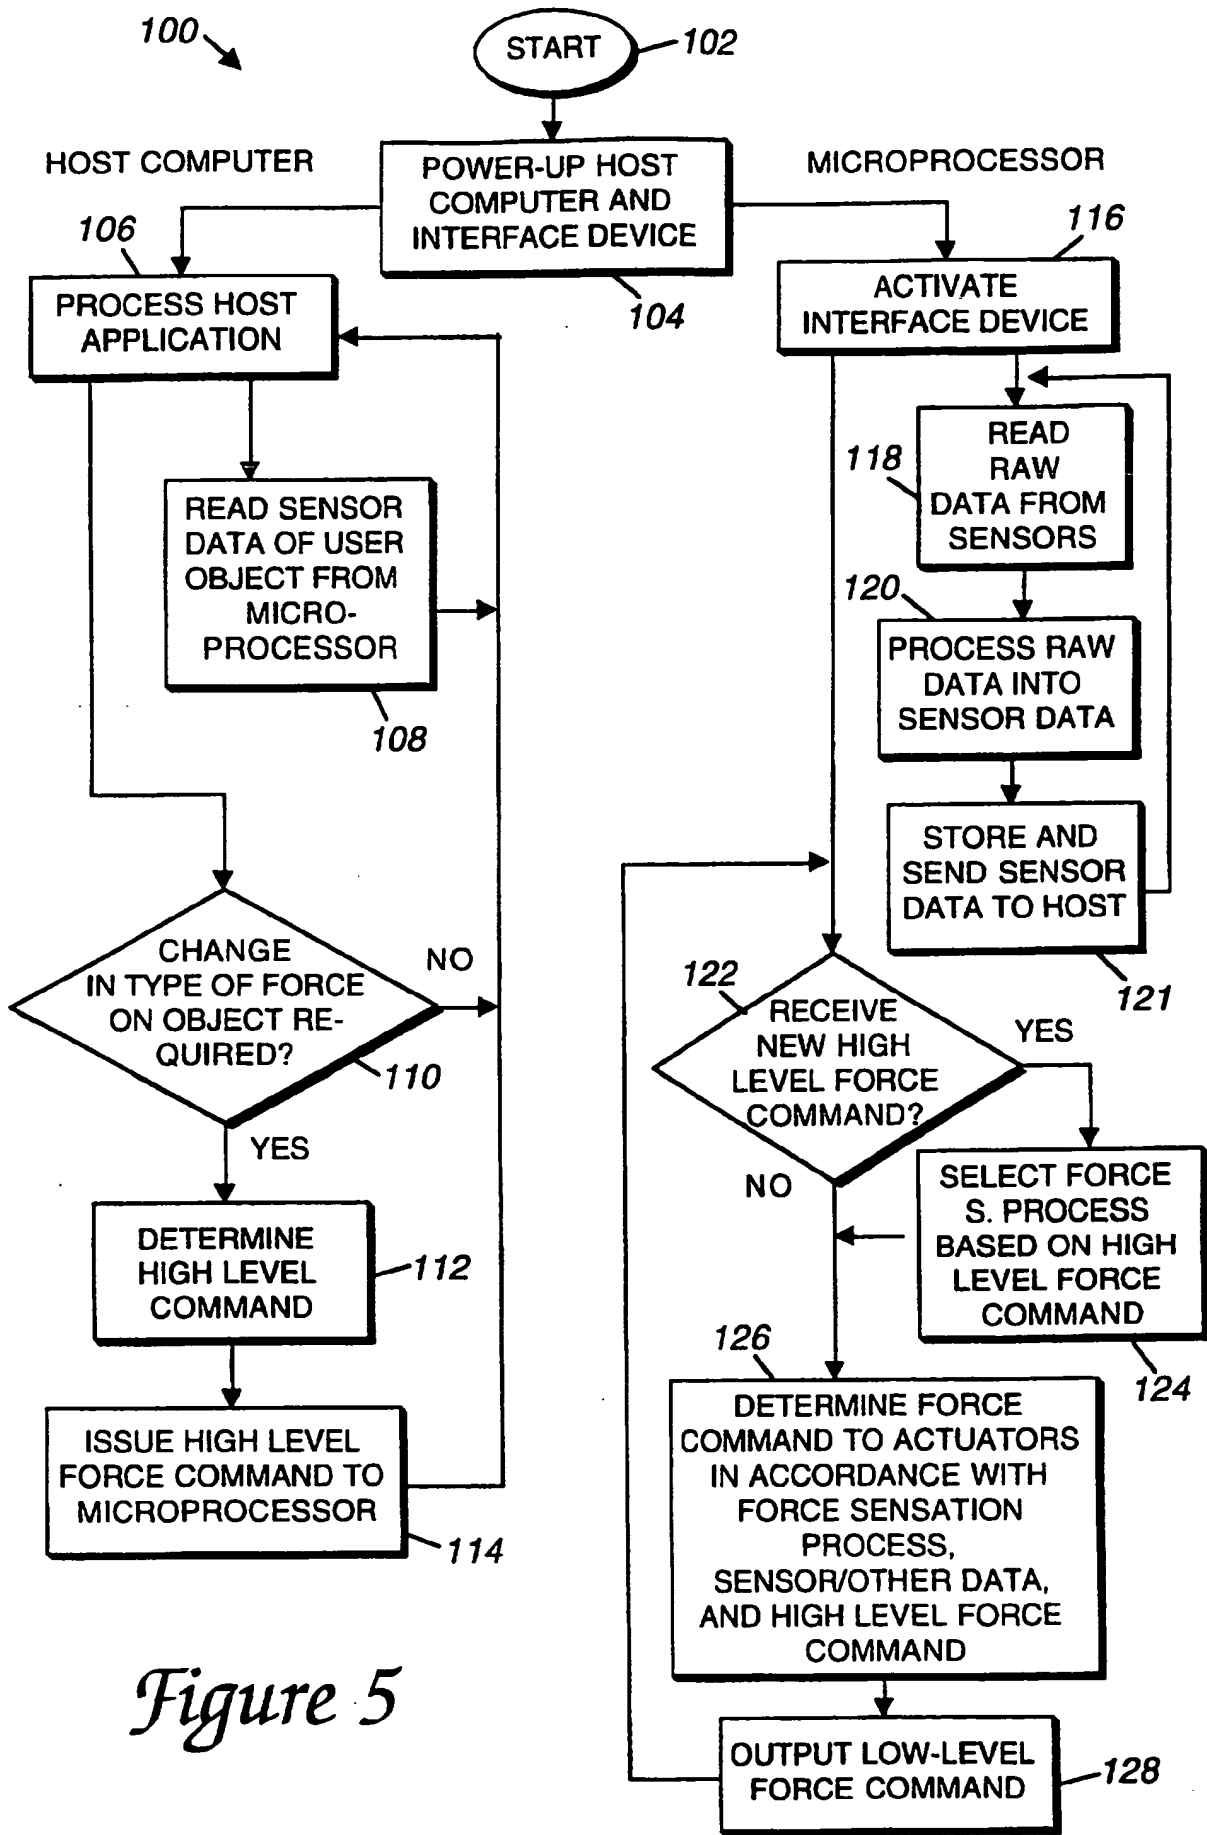 100
START
102
HOST COMPUTER
POWER-UP HOST
COMPUTER AND
INTERFACE DEVICE
104
MICROPROCESSOR
106
PROCESS HOST
APPLICATION
READ SENSOR
DATA OF USER
OBJECT FROM
MICRO-
PROCESSOR
108
CHANGE
IN TYPE OF FORCE
ON OBJECT RE-
QUIRED?
110
NO
YES
DETERMINE
HIGH LEVEL
COMMAND
112
ISSUE HIGH LEVEL
FORCE COMMAND TO
MICROPROCESSOR
114
116
ACTIVATE
INTERFACE DEVICE
118
READ
RAW
DATA FROM
SENSORS
120
PROCESS RAW
DATA INTO
SENSOR DATA
STORE AND
SEND SENSOR
DATA TO HOST
121
122
RECEIVE
NEW HIGH
LEVEL FORCE
COMMAND?
YES
NO
SELECT FORCE
S. PROCESS
BASED ON HIGH
LEVEL FORCE
COMMAND
124
126
DETERMINE FORCE
COMMAND TO ACTUATORS
IN ACCORDANCE WITH
FORCE SENSATION
PROCESS,
SENSOR/OTHER DATA,
AND HIGH LEVEL FORCE
COMMAND
OUTPUT LOW-LEVEL
FORCE COMMAND
128
Figure 5